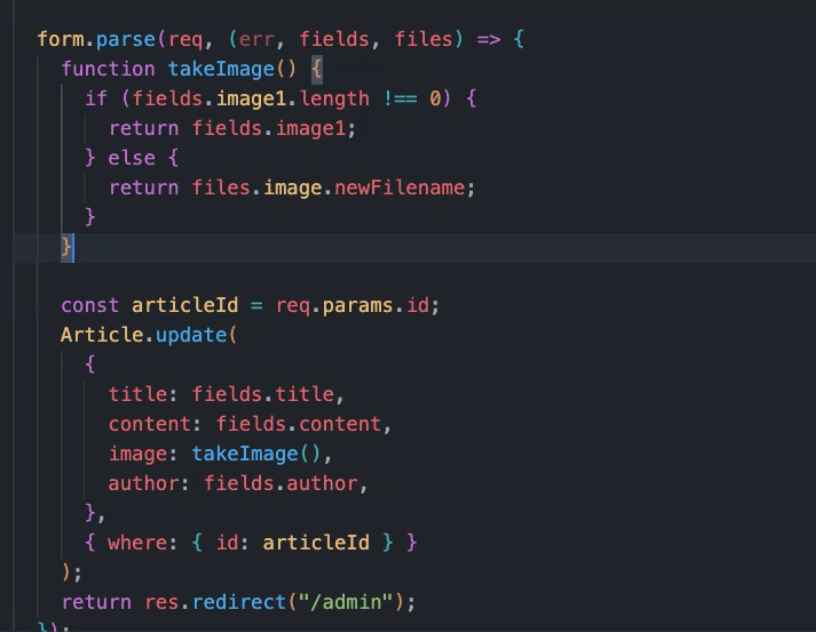 form.parse(req, (err, fields, files) => {
function takeImage() {
if (fields.image1.length !== 0) {
return fields.image1;
} else {
return files.image.newFilename;
}
}
const articleId = req.params.id;
Article.update(
{
title: fields.title,
content: fields.content,
image: takeImage(),
author: fields.author,
},
{ where: { id: articleId } }
);
return res.redirect("/admin");
});